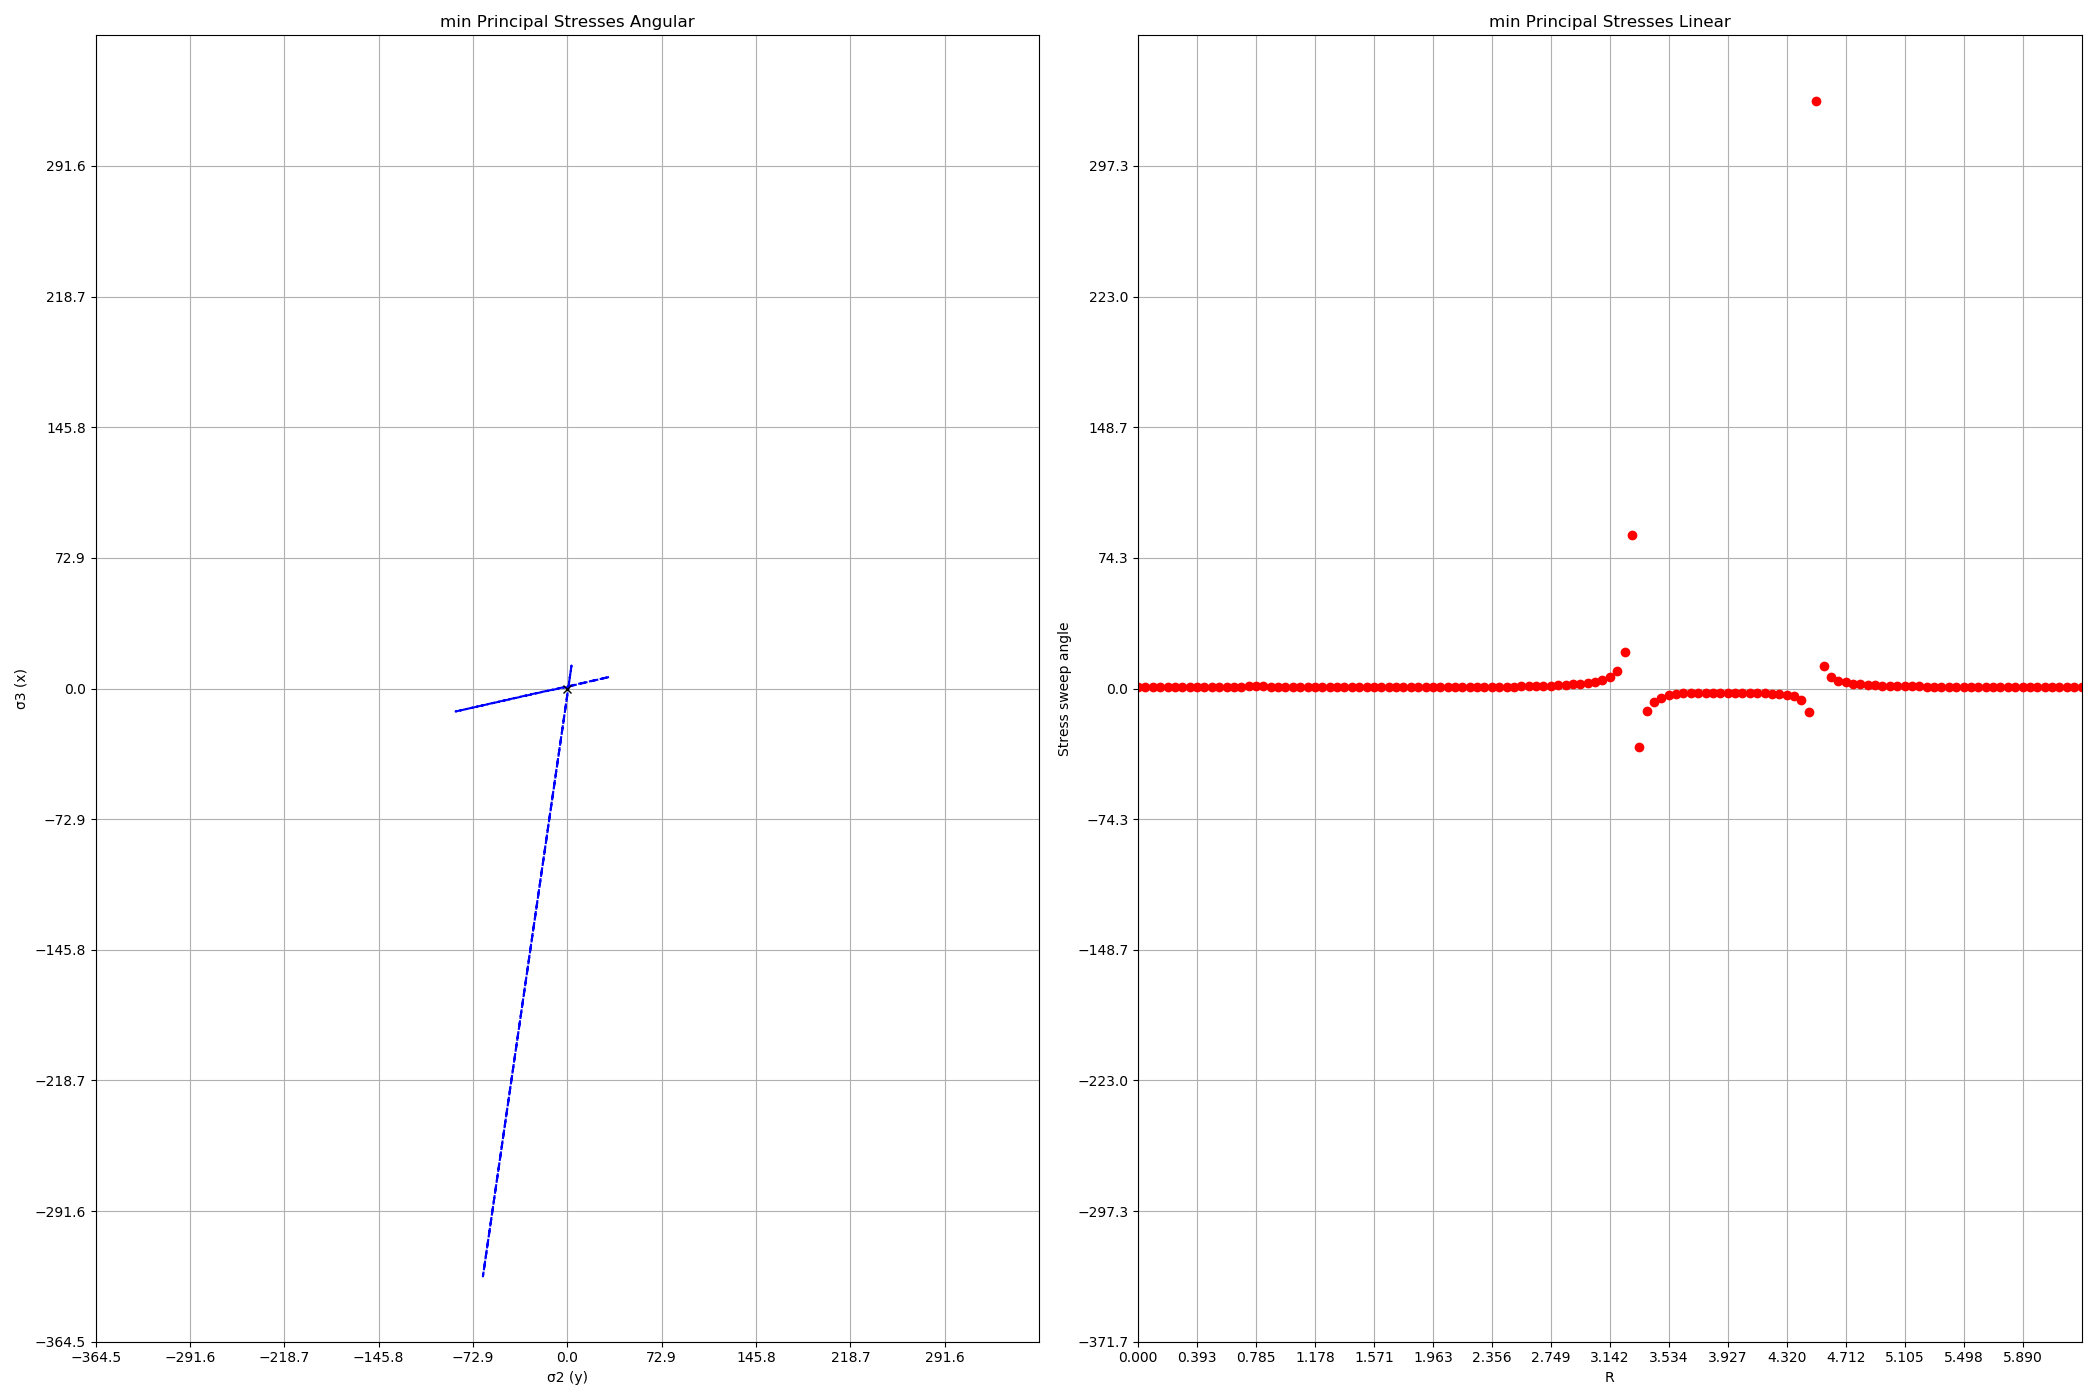 min Principal Stresses Angular
min Principal Stresses Linear
291.6
218.7
145.8
72.9
0.0
−72.9
−145.8
−218.7
−291.6
−364.5
σ3 (x)
−364.5 −291.6 −218.7 −145.8 −72.9 0.0 72.9 145.8 218.7 291.6
σ2 (y)
297.3
223.0
148.7
74.3
0.0
−74.3
−148.7
−223.0
−297.3
−371.7
Stress sweep angle
0.000 0.393 0.785 1.178 1.571 1.963 2.356 2.749 3.142 3.534 3.927 4.320 4.712 5.105 5.498 5.890
R